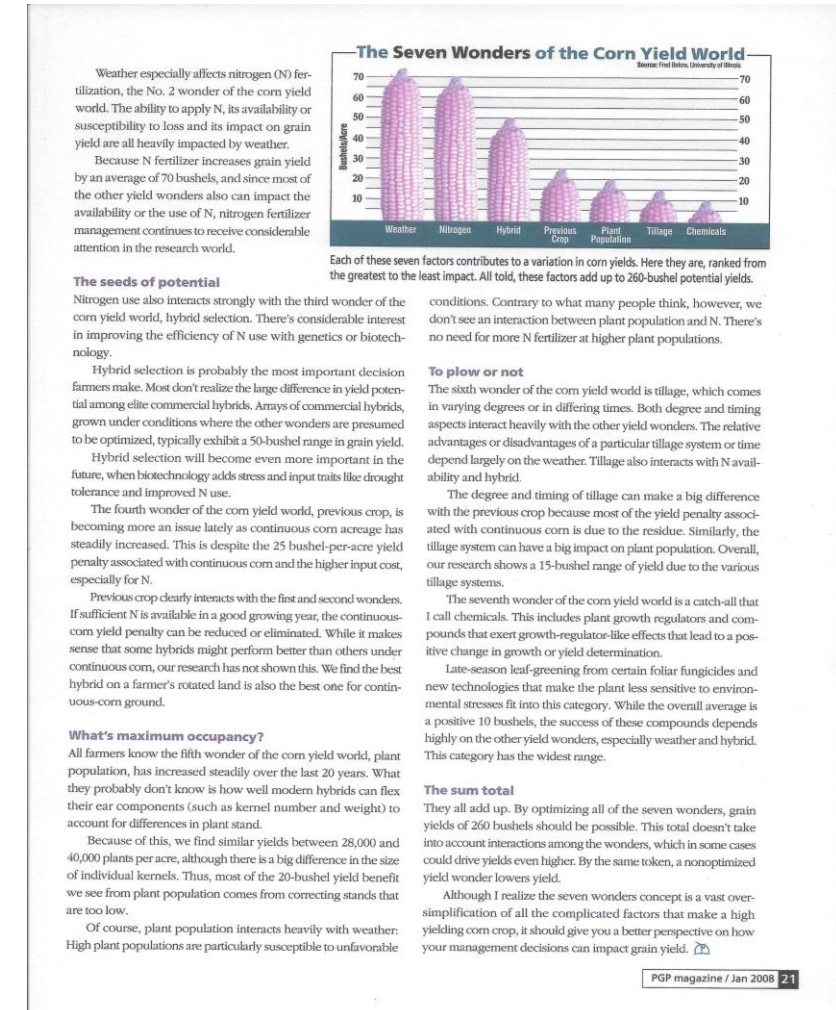 The Seven Wonders of the Corn Yield World
Source: Fred Below, University of Illinois
Bushels/Acre
70
60
50
40
30
20
10
70
60
50
40
30
20
10
Weather
Nitrogen
Hybrid
Previous
Crop
Plant
Population
Tillage
Chemicals
Each of these seven factors contributes to a variation in corn yields. Here they are, ranked from
the greatest to the least impact. All told, these factors add up to 260-bushel potential yields.
Weather especially affects nitrogen (N) fer-
tilization, the No. 2 wonder of the corn yield
world. The ability to apply N, its availability or
susceptibility to loss and its impact on grain
yield are all heavily impacted by weather.
Because N fertilizer increases grain yield
by an average of 70 bushels, and since most of
the other yield wonders also can impact the
availability or the use of N, nitrogen fertilizer
management continues to receive considerable
attention in the research world.
The seeds of potential
Nitrogen use also interacts strongly with the third wonder of the
corn yield world, hybrid selection. There's considerable interest
in improving the efficiency of N use with genetics or biotech-
nology.
Hybrid selection is probably the most important decision
farmers make. Most don't realize the large difference in yield poten-
tial among elite commercial hybrids. Arrays of commercial hybrids,
grown under conditions where the other wonders are presumed
to be optimized, typically exhibit a 50-bushel range in grain yield.
Hybrid selection will become even more important in the
future, when biotechnology adds stress and input traits like drought
tolerance and improved N use.
The fourth wonder of the corn yield world, previous crop, is
becoming more an issue lately as continuous corn acreage has
steadily increased. This is despite the 25 bushel-per-acre yield
penalty associated with continuous corn and the higher input cost,
especially for N.
Previous crop clearly interacts with the first and second wonders.
If sufficient N is available in a good growing year, the continuous-
corn yield penalty can be reduced or eliminated. While it makes
sense that some hybrids might perform better than others under
continuous corn, our research has not shown this. We find the best
hybrid on a farmer's rotated land is also the best one for contin-
uous-corn ground.
What's maximum occupancy?
All farmers know the fifth wonder of the corn yield world, plant
population, has increased steadily over the last 20 years. What
they probably don't know is how well modern hybrids can flex
their ear components (such as kernel number and weight) to
account for differences in plant stand.
Because of this, we find similar yields between 28,000 and
40,000 plants per acre, although there is a big difference in the size
of individual kernels. Thus, most of the 20-bushel yield benefit
we see from plant population comes from correcting stands that
are too low.
Of course, plant population interacts heavily with weather:
High plant populations are particularly susceptible to unfavorable
conditions. Contrary to what many people think, however, we
don't see an interaction between plant population and N. There's
no need for more N fertilizer at higher plant populations.
To plow or not
The sixth wonder of the corn yield world is tillage, which comes
in varying degrees or in differing times. Both degree and timing
aspects interact heavily with the other yield wonders. The relative
advantages or disadvantages of a particular tillage system or time
depend largely on the weather. Tillage also interacts with N avail-
ability and hybrid.
The degree and timing of tillage can make a big difference
with the previous crop because most of the yield penalty associ-
ated with continuous corn is due to the residue. Similarly, the
tillage system can have a big impact on plant population. Overall,
our research shows a 15-bushel range of yield due to the various
tillage systems.
The seventh wonder of the corn yield world is a catch-all that
I call chemicals. This includes plant growth regulators and com-
pounds that exert growth-regulator-like effects that lead to a pos-
itive change in growth or yield determination.
Late-season leaf-greening from certain foliar fungicides and
new technologies that make the plant less sensitive to environ-
mental stresses fit into this category. While the overall average is
a positive 10 bushels, the success of these compounds depends
highly on the other yield wonders, especially weather and hybrid.
This category has the widest range.
The sum total
They all add up. By optimizing all of the seven wonders, grain
yields of 260 bushels should be possible. This total doesn't take
into account interactions among the wonders, which in some cases
could drive yields even higher. By the same token, a nonoptimized
yield wonder lowers yield.
Although I realize the seven wonders concept is a vast over-
simplification of all the complicated factors that make a high
yielding corn crop, it should give you a better perspective on how
your management decisions can impact grain yield.
PGP magazine / Jan 2008 21